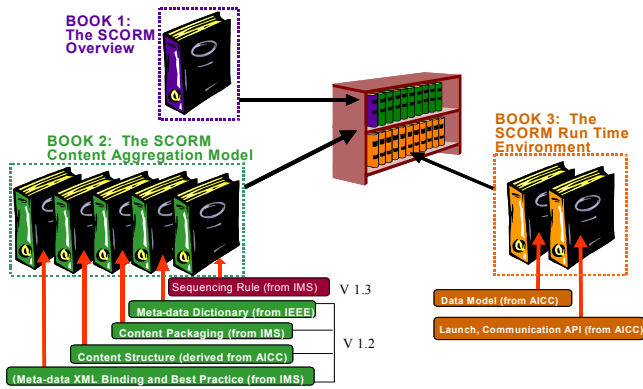 BOOK 1:
The SCORM
Overview
BOOK 2:  The SCORM
Content Aggregation Model
BOOK 3:  The
SCORM Run Time
Environment
Sequencing Rule (from IMS)
V 1.3
Meta-data Dictionary (from IEEE)
Content Packaging (from IMS)
V 1.2
Content Structure (derived from AICC)
(Meta-data XML Binding and Best Practice (from IMS)
Data Model (from AICC)
Launch, Communication API (from AICC)